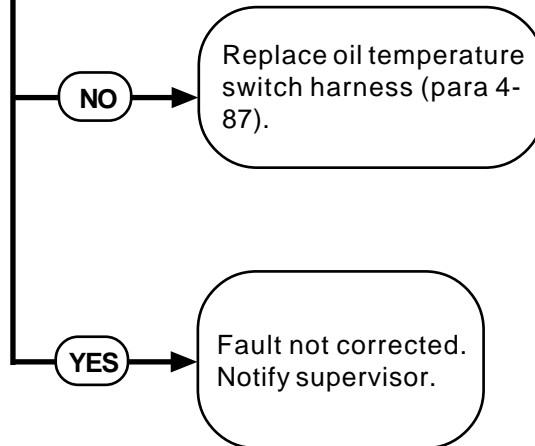 NO
Replace oil temperature
switch harness (para 4-
87).
YES
Fault not corrected.
Notify supervisor.